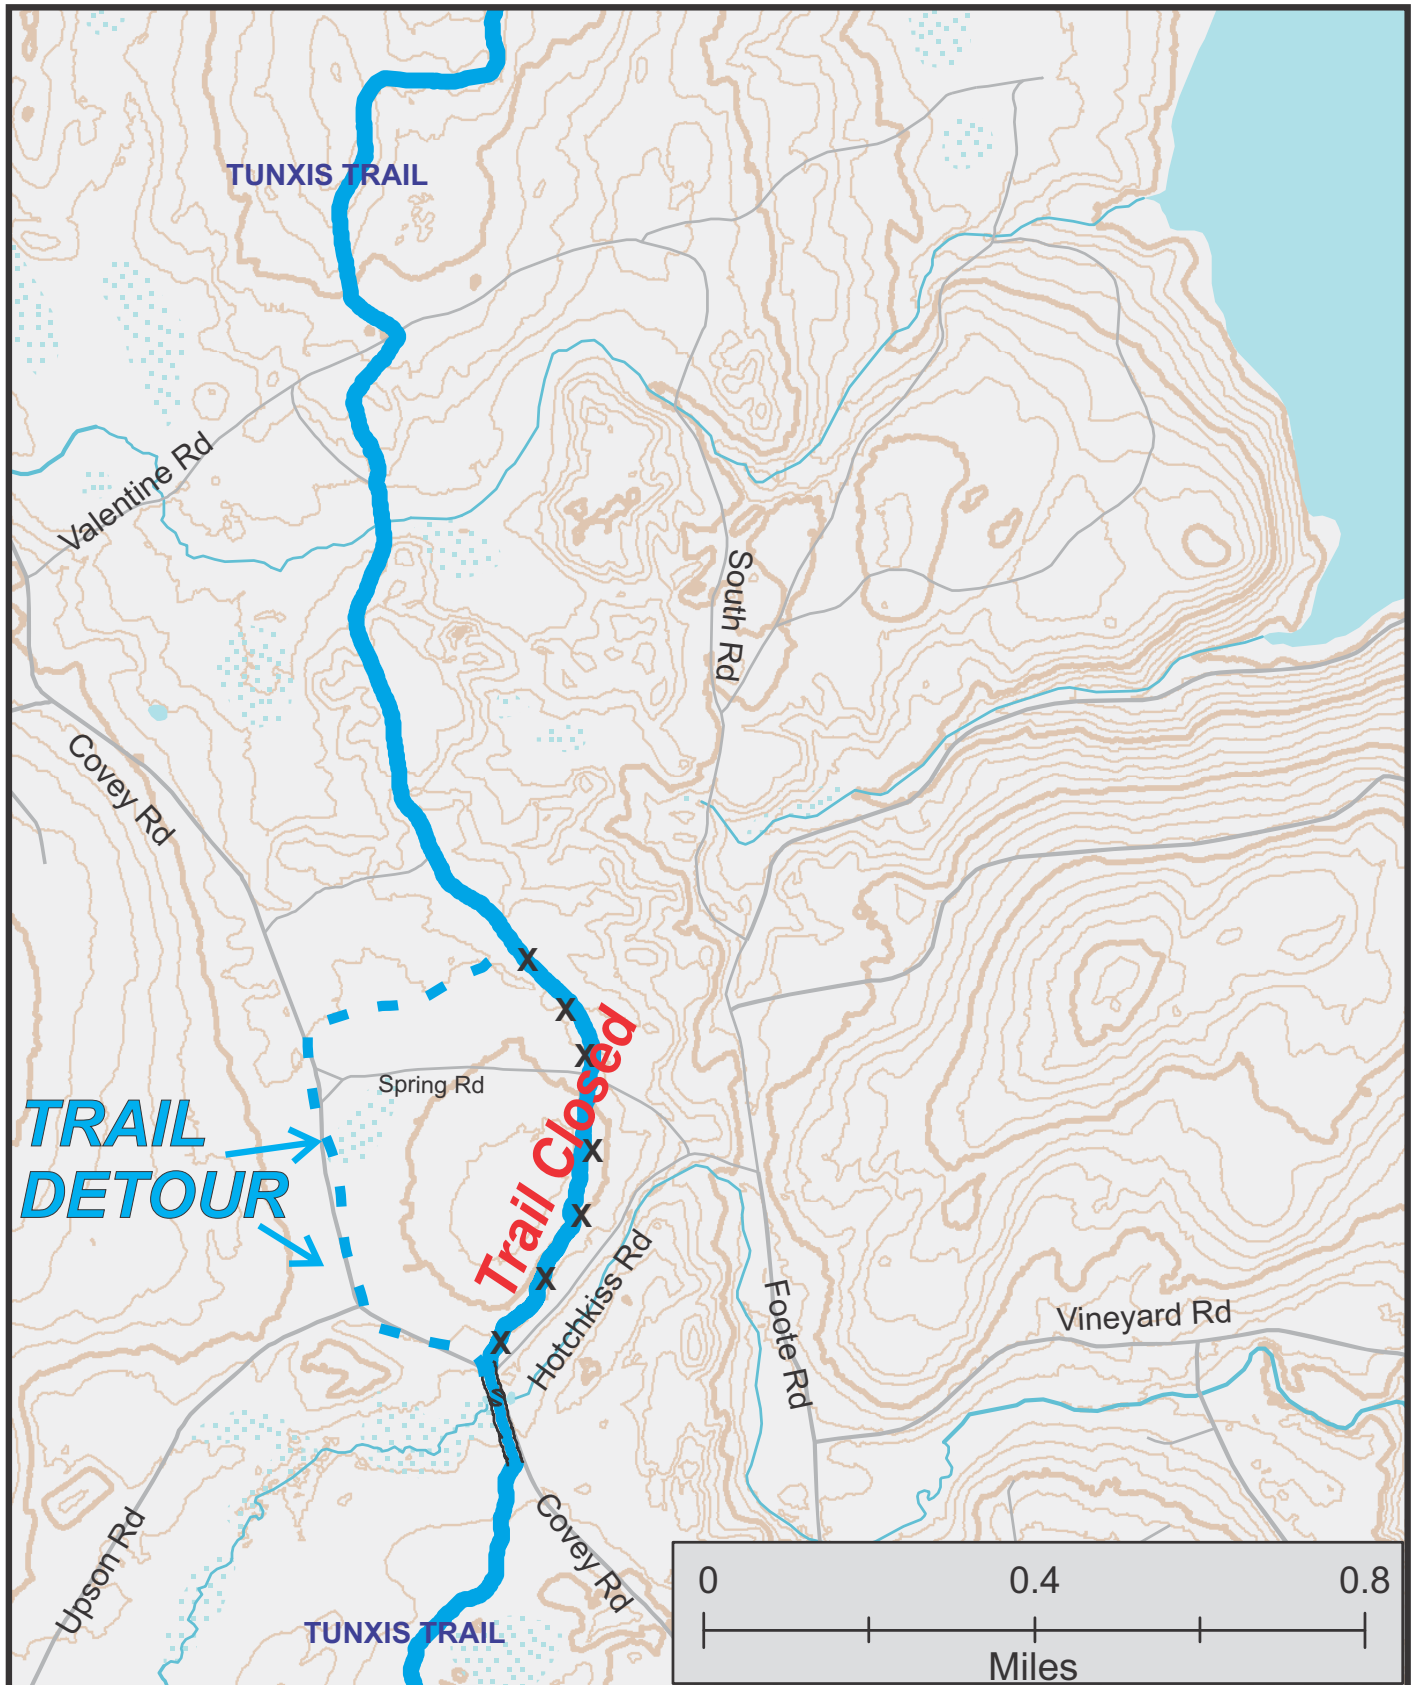 TUNXIS TRAIL
Valentine Rd
South Rd
Covey Rd
X
X
X
Trail Closed
Spring Rd
TRAIL
DETOUR
X
X
X
X
Hotchkiss Rd
Foote Rd
Vineyard Rd
Upson Rd
Covey Rd
TUNXIS TRAIL
0 0.4 0.8
Miles